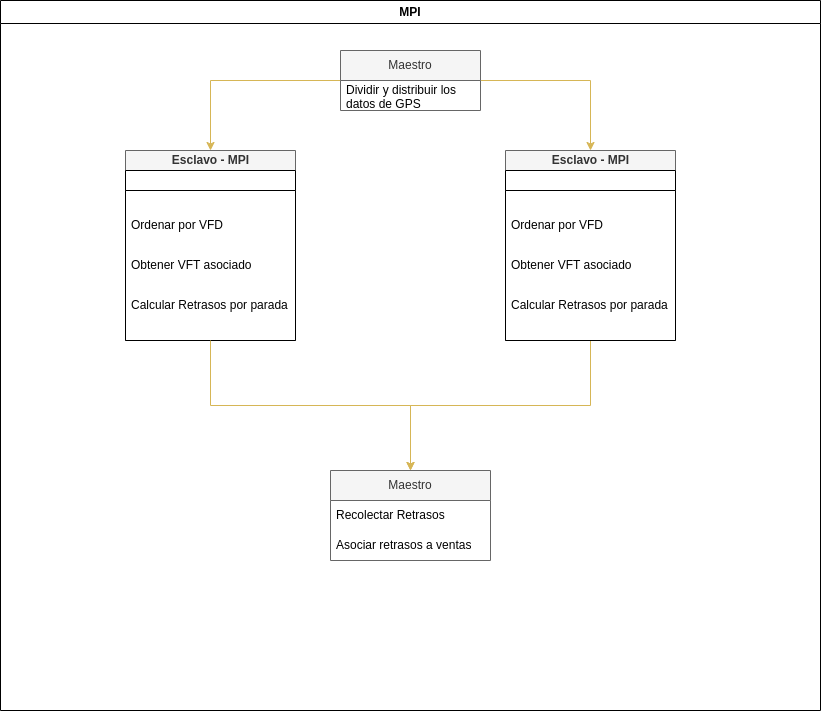 MPI
Maestro
Dividir y distribuir los
datos de GPS
Esclavo - MPI
Ordenar por VFD
Obtener VFT asociado
Calcular Retrasos por parada
Esclavo - MPI
Ordenar por VFD
Obtener VFT asociado
Calcular Retrasos por parada
Maestro
Recolectar Retrasos
Asociar retrasos a ventas